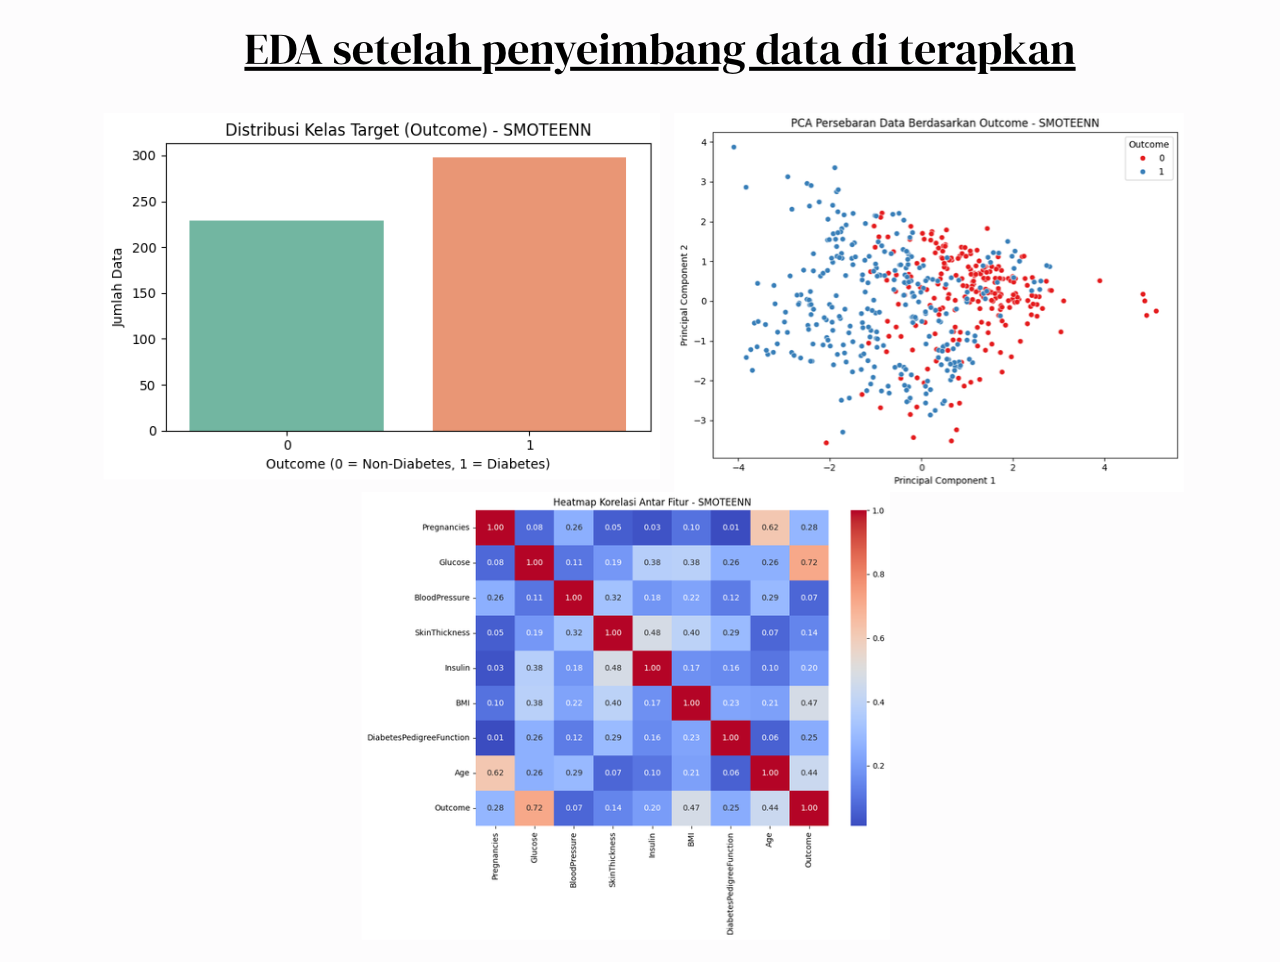 EDA setelah penyeimbang data di terapkan
Distribusi Kelas Target (Outcome) - SMOTEENN
300
250
200
150
100
50
0
Jumlah Data
0 1
Outcome (0 = Non-Diabetes, 1 = Diabetes)
PCA Persebaran Data Berdasarkan Outcome - SMOTEENN
Outcome
0
1
4
3
2
1
0
−1
−2
−3
Principal Component 2
−4 −2 0 2 4
Principal Component 1
Heatmap Korelasi Antar Fitur - SMOTEENN
Pregnancies 1.00 0.08 0.26 0.05 0.03 0.10 0.01 0.62 0.28
Glucose 0.08 1.00 0.11 0.19 0.38 0.38 0.26 0.26 0.72
BloodPressure 0.26 0.11 1.00 0.32 0.18 0.22 0.12 0.29 0.07
SkinThickness 0.05 0.19 0.32 1.00 0.48 0.40 0.29 0.07 0.14
Insulin 0.03 0.38 0.18 0.48 1.00 0.17 0.16 0.10 0.20
BMI 0.10 0.38 0.22 0.40 0.17 1.00 0.23 0.21 0.47
DiabetesPedigreeFunction 0.01 0.26 0.12 0.29 0.16 0.23 1.00 0.06 0.25
Age 0.62 0.26 0.29 0.07 0.10 0.21 0.06 1.00 0.44
Outcome 0.28 0.72 0.07 0.14 0.20 0.47 0.25 0.44 1.00
Pregnancies
Glucose
BloodPressure
SkinThickness
Insulin
BMI
DiabetesPedigreeFunction
Age
Outcome
1.0
0.8
0.6
0.4
0.2